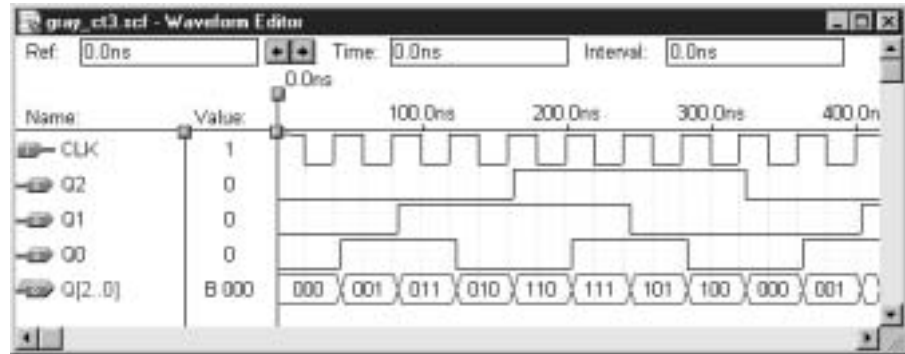 gray_ct3.scf - Waveform Editor
Ref: 0.0ns Time: 0.0ns Interval: 0.0ns
0.0ns
Name: Value: 100.0ns 200.0ns 300.0ns 400.0n
CLK 1
Q2 0
Q1 0
Q0 0
Q[2..0] B 000 000 001 011 010 110 111 101 100 000 001